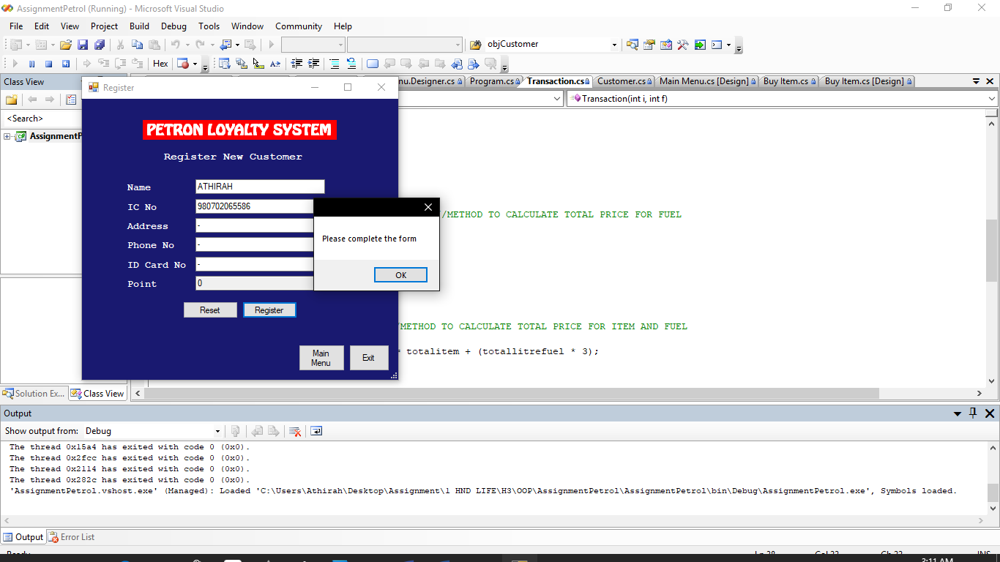 AssignmentPetrol (Running) - Microsoft Visual Studio
File Edit View Project Build Debug Tools Window Community Help
objCustomer
Hex
Class View
nu.Designer.cs Program.cs Transaction.cs Customer.cs Main Menu.cs [Design] Buy Item.cs Buy Item.cs [Design]
Transaction(int i, int f)
<Search>
AssignmentP
Register
PETRON LOYALTY SYSTEM
Register New Customer
Name ATHIRAH
IC No 980702065586
Address -
Phone No -
ID Card No -
Point 0
Reset Register
Main Menu
Exit
Please complete the form
OK
/METHOD TO CALCULATE TOTAL PRICE FOR FUEL
/METHOD TO CALCULATE TOTAL PRICE FOR ITEM AND FUEL
= totalitem + (totallitrefuel * 3);
Solution Ex... Class View
Output
Show output from: Debug
The thread 0x15a4 has exited with code 0 (0x0).
The thread 0x2fcc has exited with code 0 (0x0).
The thread 0x2114 has exited with code 0 (0x0).
The thread 0x282c has exited with code 0 (0x0).
'AssignmentPetrol.vshost.exe' (Managed): Loaded 'C:\Users\Athirah\Desktop\Assignment\1 HND LIFE\H3\OOP\AssignmentPetrol\AssignmentPetrol\bin\Debug\AssignmentPetrol.exe', Symbols loaded.
Output Error List